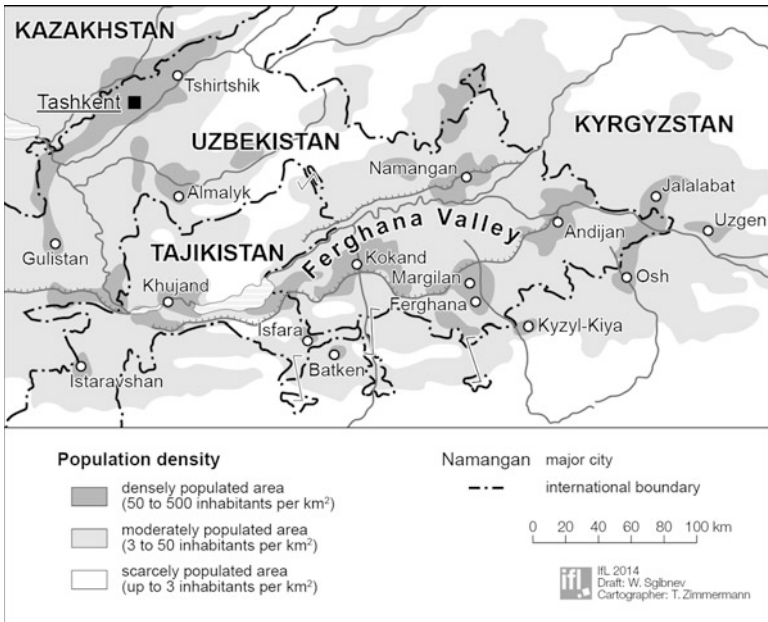 KAZAKHSTAN
Tshirtshik
Tashkent
UZBEKISTAN
KYRGYZSTAN
Namangan
Almalyk
Jalalabat
Ferghana Valley
Andijan
Uzgen
TAJIKISTAN
Gulistan
Kokand
Margilan
Khujand
Osh
Ferghana
Isfara
Kyzyl-Kiya
Batken
Istaravshan
Population density
densely populated area
(50 to 500 inhabitants per km²)
moderately populated area
(3 to 50 inhabitants per km²)
scarcely populated area
(up to 3 inhabitants per km²)
Namangan major city
international boundary
0 20 40 60 80 100 km
ifl
IfL 2014
Draft: W. Sgibnev
Cartographer: T. Zimmermann